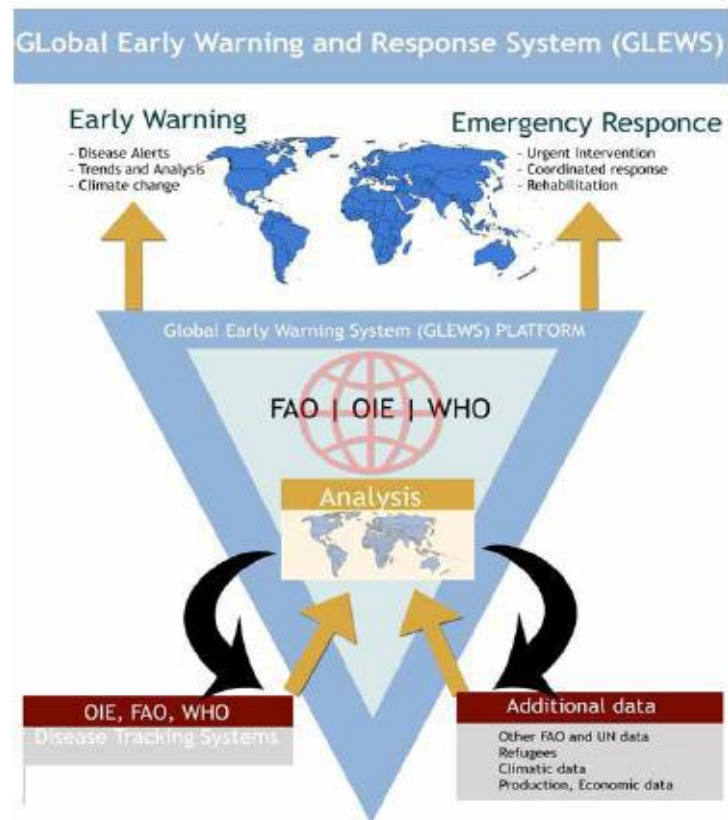 GLobal Early Warning and Response System (GLEWS)
Early Warning
- Disease Alerts
- Trends and Analysis
- Climate change
Emergency Responce
- Urgent intervention
- Coordinated response
- Rehabilitation
Global Early Warning System (GLEWS) PLATFORM
FAO | OIE | WHO
Analysis
OIE, FAO, WHO
Disease Tracking Systems
Additional data
Other FAO and UN data
Refugees
Climatic data
Production, Economic data